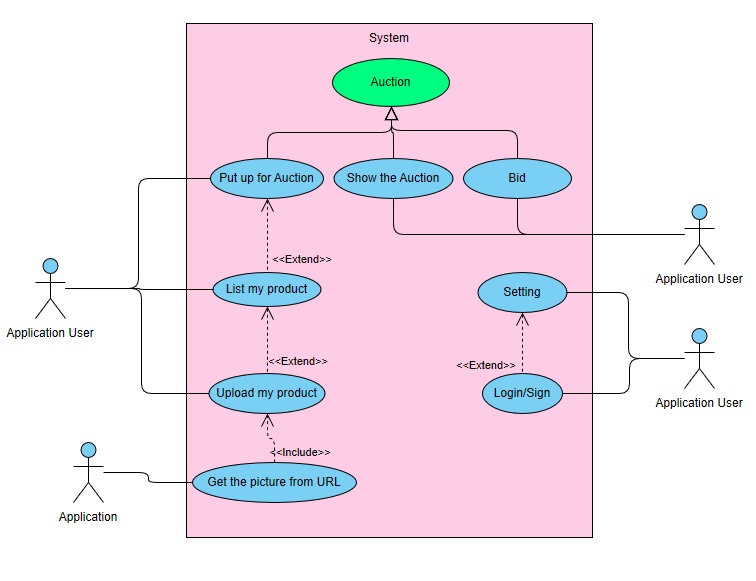 System
Auction
Put up for Auction
Show the Auction
Bid
<<Extend>>
Application User
List my product
Setting
Application User
<<Extend>>
<<Extend>>
Upload my product
Login/Sign
Application User
<<Include>>
Get the picture from URL
Application